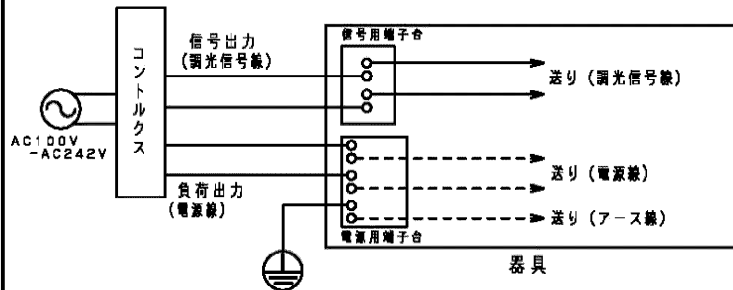 コントルクス
AC100V
-AC242V
信号出力
(調光信号線)
負荷出力
(電源線)
信号用端子台
送り(調光信号線)
送り(電源線)
送り(アース線)
電源用端子台
器具